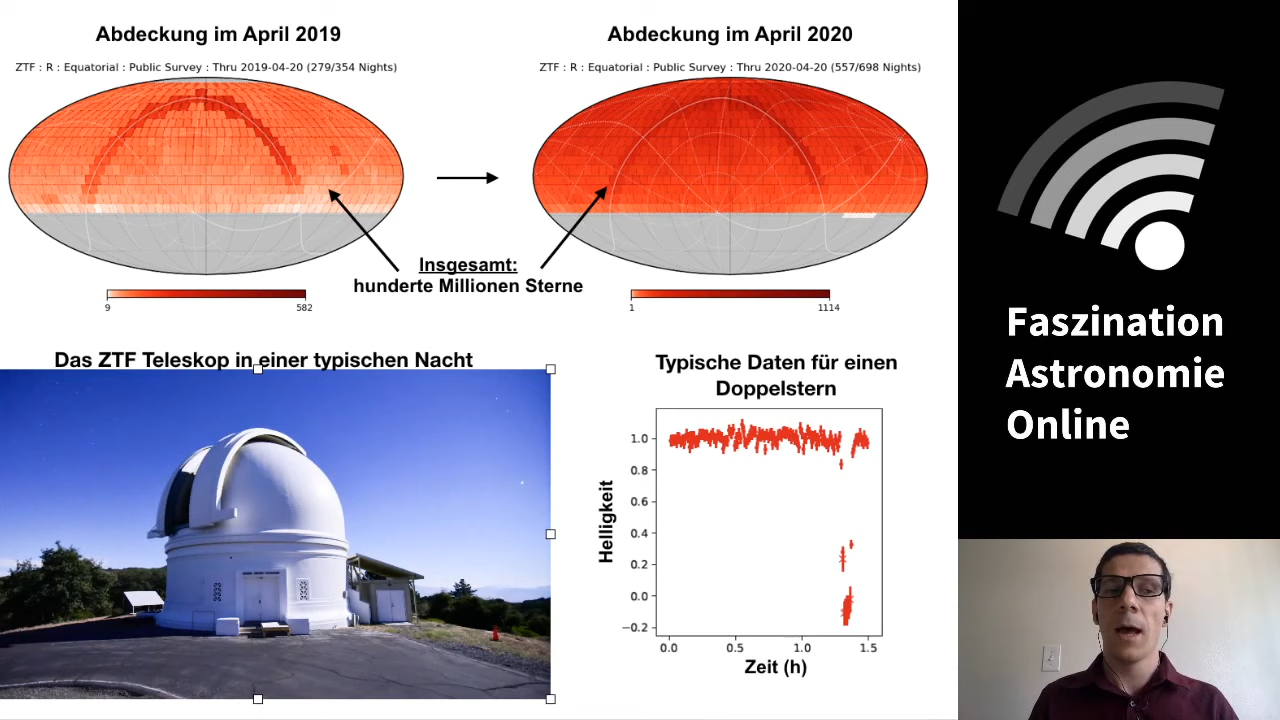 Abdeckung im April 2019
ZTF : R : Equatorial : Public Survey : Thru 2019-04-20 (279/354 Nights)
9
582
Abdeckung im April 2020
ZTF : R : Equatorial : Public Survey : Thru 2020-04-20 (557/698 Nights)
1
1114
Insgesamt:
hunderte Millionen Sterne
Das ZTF Teleskop in einer typischen Nacht
Typische Daten für einen
Doppelstern
Helligkeit
1.0
0.8
0.6
0.4
0.2
0.0
−0.2
0.0
0.5
1.0
1.5
Zeit (h)
Faszination
Astronomie
Online